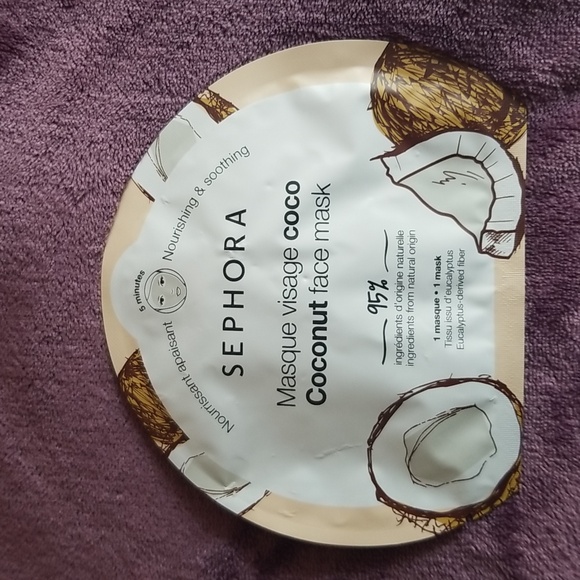 Nourrissant apaisant
5 minutes
Nourishing & soothing
SEPHORA
Masque visage coco
Coconut face mask
95%
ingrédients d'origine naturelle
ingredients from natural origin
1 masque • 1 mask
Tissu issu d'eucalyptus
Eucalyptus-derived fiber